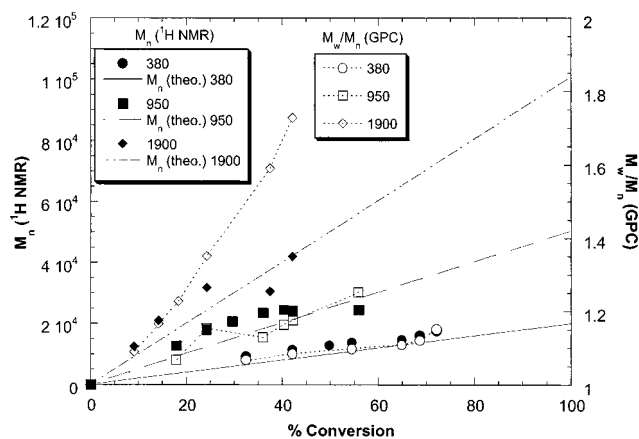 1.2 10⁵
1 10⁵
8 10⁴
6 10⁴
4 10⁴
2 10⁴
0
Mₙ (¹H NMR)
Mₙ (¹H NMR)
380
Mₙ (theo.) 380
950
Mₙ (theo.) 950
1900
Mₙ (theo.) 1900
M_w/Mₙ (GPC)
380
950
1900
2
1.8
1.6
1.4
1.2
1
M_w/Mₙ (GPC)
0 20 40 60 80 100
% Conversion